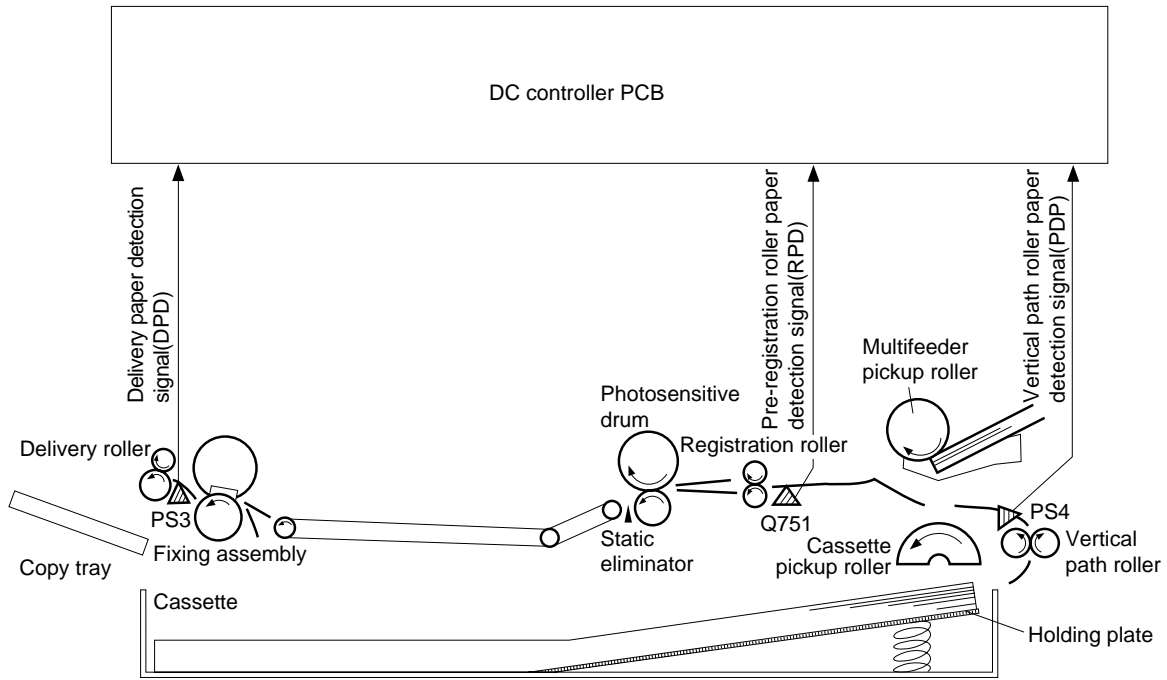 DC controller PCB
Delivery paper detection
signal(DPD)
Pre-registration roller paper
detection signal(RPD)
Vertical path roller paper
detection signal(PDP)
Multifeeder
pickup roller
Photosensitive
drum
Registration roller
Delivery roller
PS3
Fixing assembly
Static
eliminator
Q751
PS4
Cassette
pickup roller
Vertical
path roller
Copy tray
Cassette
Holding plate